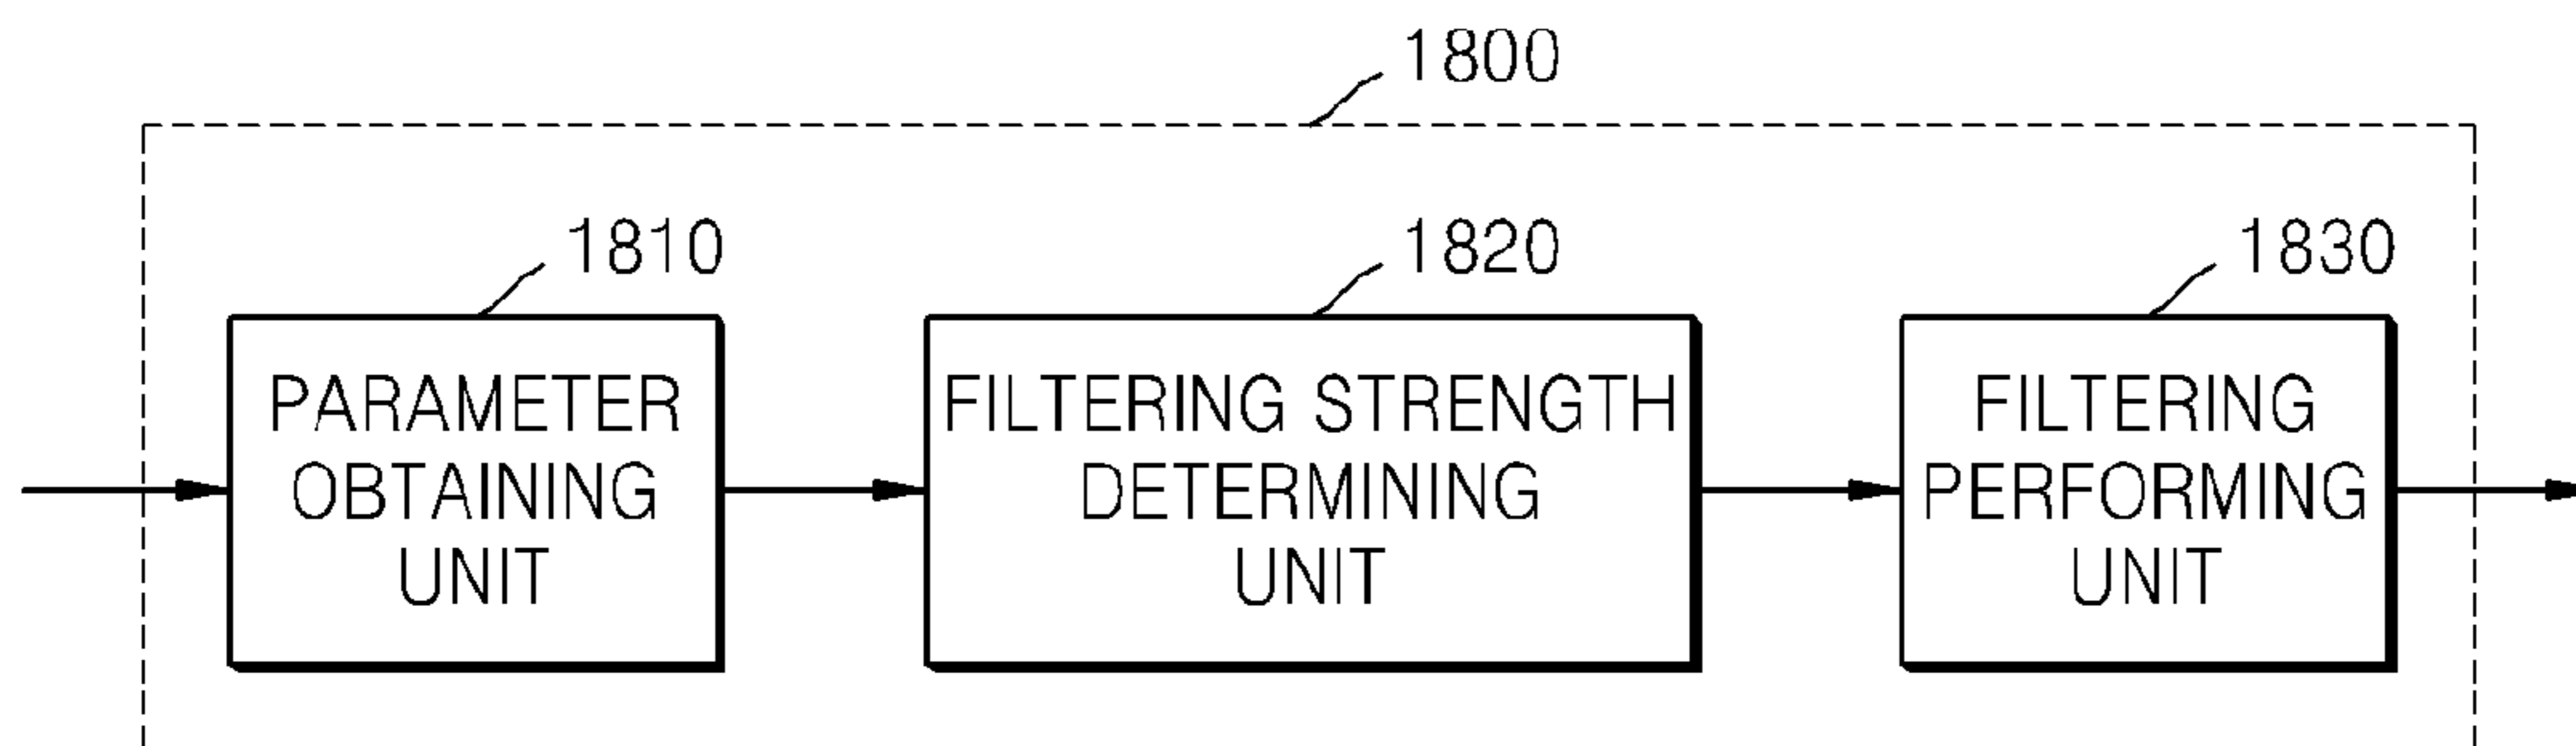 1800
1810
PARAMETER
OBTAINING
UNIT
1820
FILTERING STRENGTH
DETERMINING
UNIT
1830
FILTERING
PERFORMING
UNIT